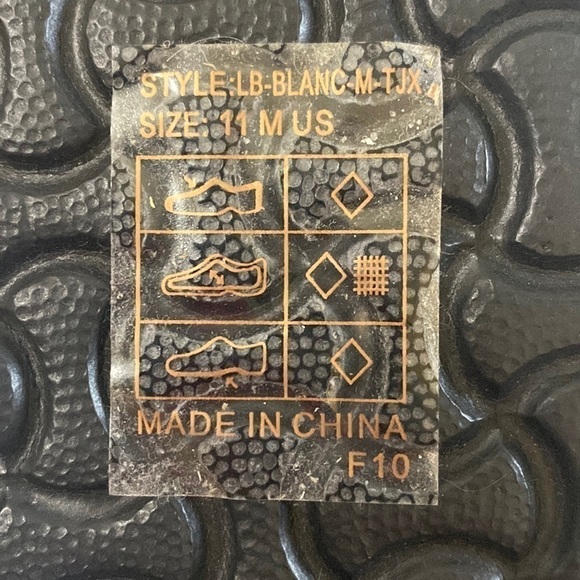 STYLE:LB-BLANC-M-TJX
SIZE: 11 M US
MADE IN CHINA
F10